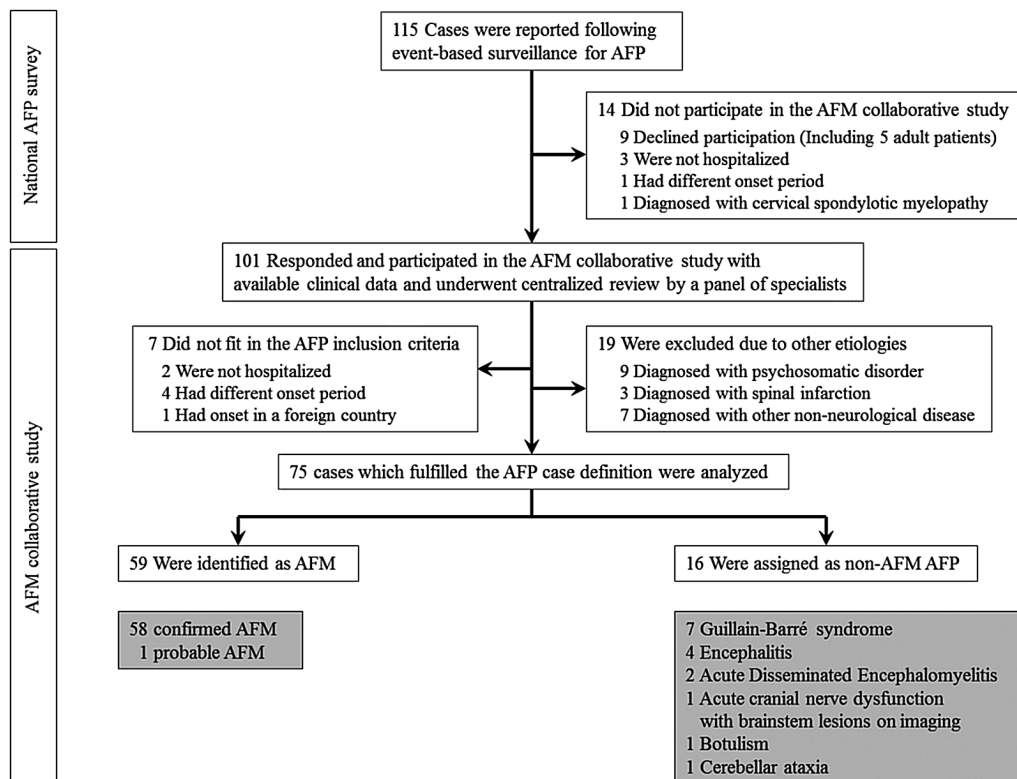 National AFP survey
115 Cases were reported following
event-based surveillance for AFP
14 Did not participate in the AFM collaborative study
9 Declined participation (Including 5 adult patients)
3 Were not hospitalized
1 Had different onset period
1 Diagnosed with cervical spondylotic myelopathy
AFM collaborative study
101 Responded and participated in the AFM collaborative study with
available clinical data and underwent centralized review by a panel of specialists
7 Did not fit in the AFP inclusion criteria
2 Were not hospitalized
4 Had different onset period
1 Had onset in a foreign country
19 Were excluded due to other etiologies
9 Diagnosed with psychosomatic disorder
3 Diagnosed with spinal infarction
7 Diagnosed with other non-neurological disease
75 cases which fulfilled the AFP case definition were analyzed
59 Were identified as AFM
58 confirmed AFM
1 probable AFM
16 Were assigned as non-AFM AFP
7 Guillain-Barré syndrome
4 Encephalitis
2 Acute Disseminated Encephalomyelitis
1 Acute cranial nerve dysfunction
with brainstem lesions on imaging
1 Botulism
1 Cerebellar ataxia